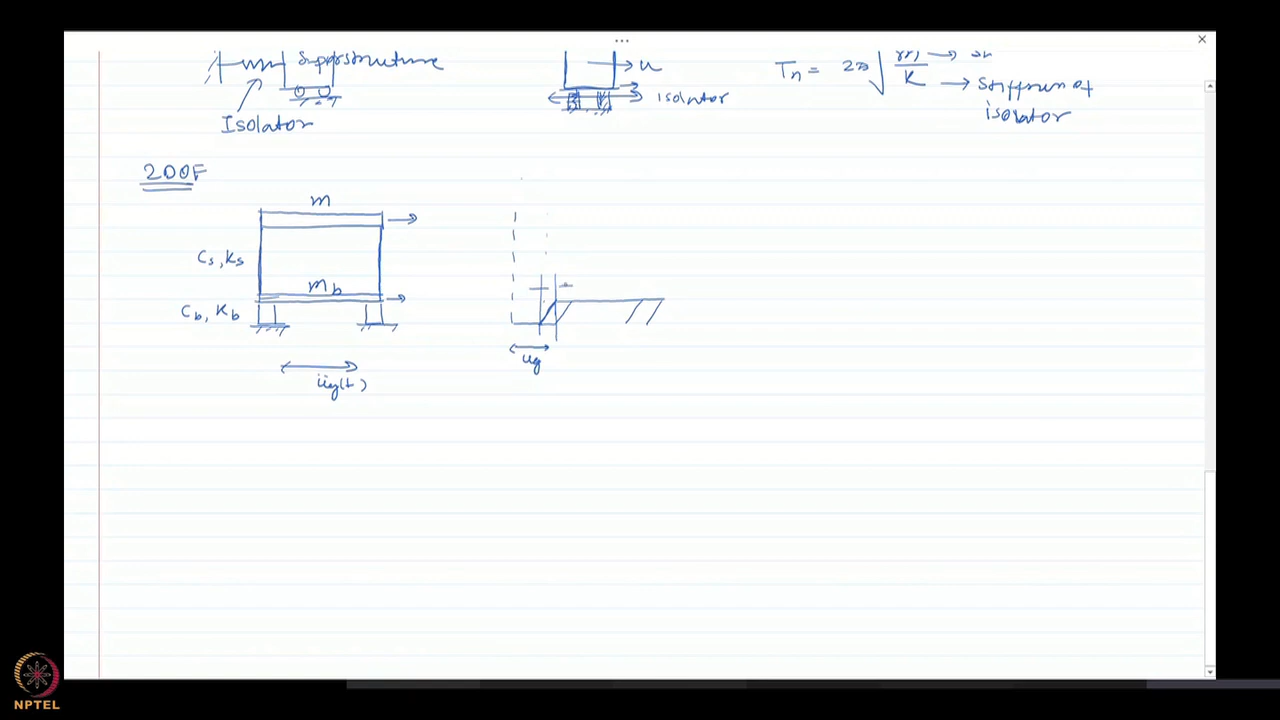 Superstructure
Isolator
u
isolator
Tn = 2π √ m / K
Stiffness of
isolator
2DOF
m
Cs, Ks
mb
Cb, Kb
üg(t)
ug
NPTEL